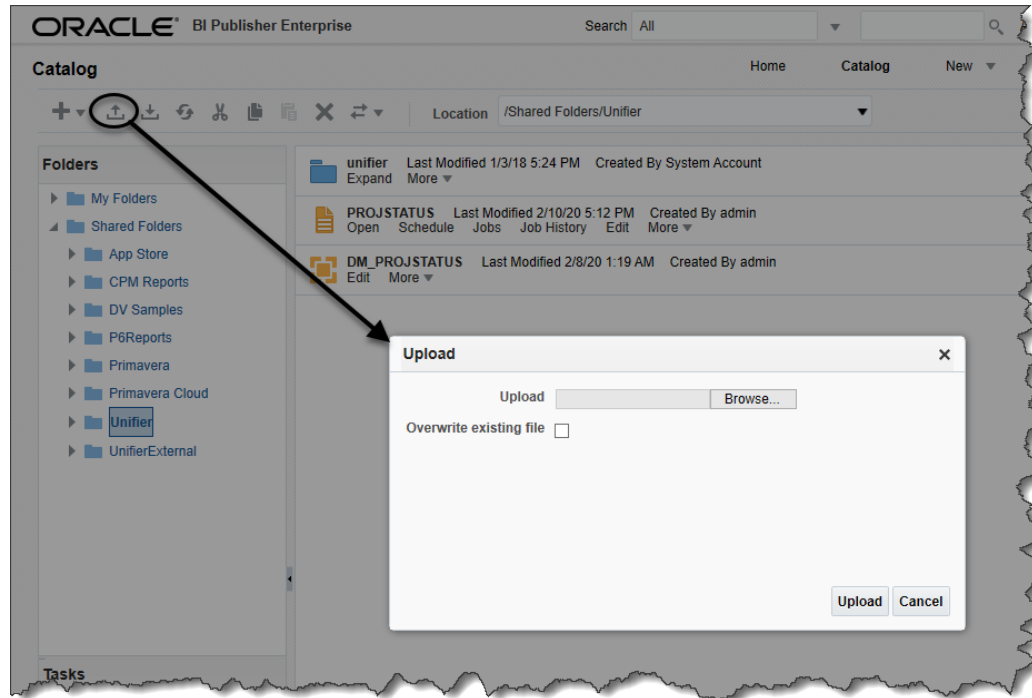 ORACLE® BI Publisher Enterprise Search All
Catalog Home Catalog New
Location /Shared Folders/Unifier
Folders
My Folders
Shared Folders
App Store
CPM Reports
DV Samples
P6Reports
Primavera
Primavera Cloud
Unifier
UnifierExternal
Tasks
unifier Last Modified 1/3/18 5:24 PM Created By System Account
Expand More
PROJSTATUS Last Modified 2/10/20 5:12 PM Created By admin
Open Schedule Jobs Job History Edit More
DM_PROJSTATUS Last Modified 2/8/20 1:19 AM Created By admin
Edit More
Upload
Upload Browse...
Overwrite existing file
Upload Cancel